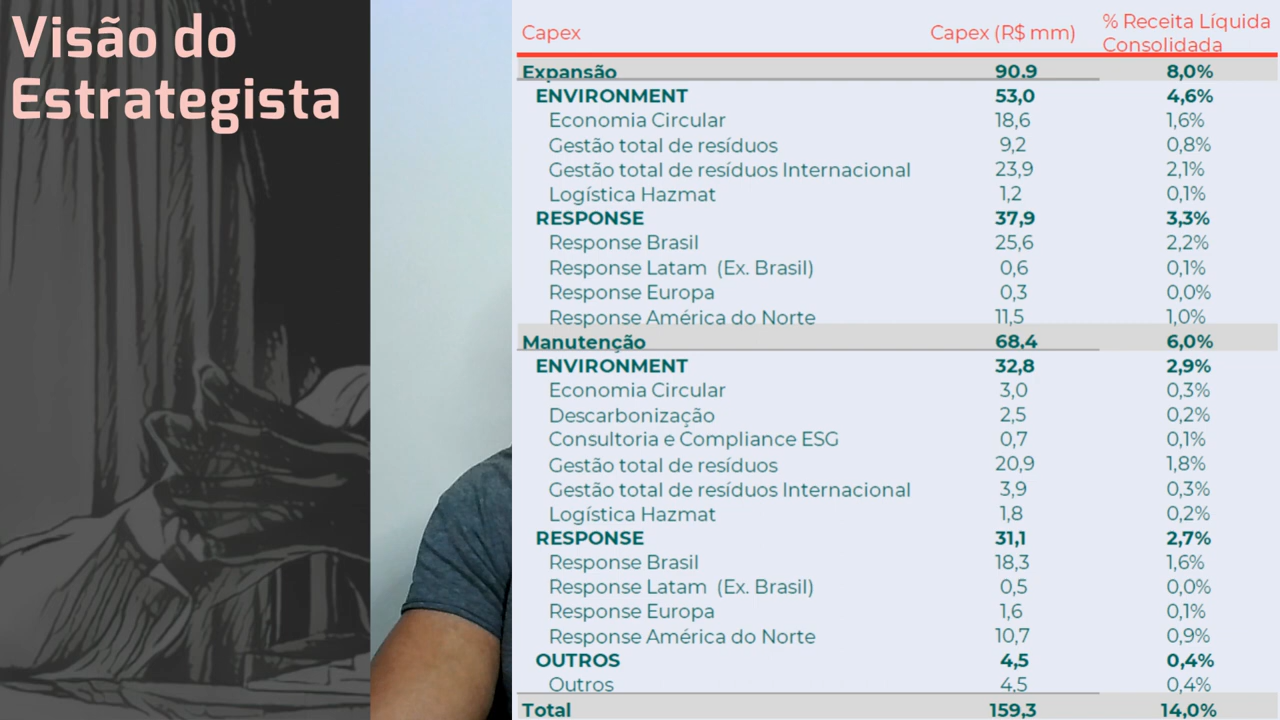 Visão do
Estrategista
Capex Capex (R$ mm) % Receita Líquida
Consolidada
Expansão 90,9 8,0%
ENVIRONMENT 53,0 4,6%
Economia Circular 18,6 1,6%
Gestão total de resíduos 9,2 0,8%
Gestão total de resíduos Internacional 23,9 2,1%
Logística Hazmat 1,2 0,1%
RESPONSE 37,9 3,3%
Response Brasil 25,6 2,2%
Response Latam (Ex. Brasil) 0,6 0,1%
Response Europa 0,3 0,0%
Response América do Norte 11,5 1,0%
Manutenção 68,4 6,0%
ENVIRONMENT 32,8 2,9%
Economia Circular 3,0 0,3%
Descarbonização 2,5 0,2%
Consultoria e Compliance ESG 0,7 0,1%
Gestão total de resíduos 20,9 1,8%
Gestão total de resíduos Internacional 3,9 0,3%
Logística Hazmat 1,8 0,2%
RESPONSE 31,1 2,7%
Response Brasil 18,3 1,6%
Response Latam (Ex. Brasil) 0,5 0,0%
Response Europa 1,6 0,1%
Response América do Norte 10,7 0,9%
OUTROS 4,5 0,4%
Outros 4,5 0,4%
Total 159,3 14,0%